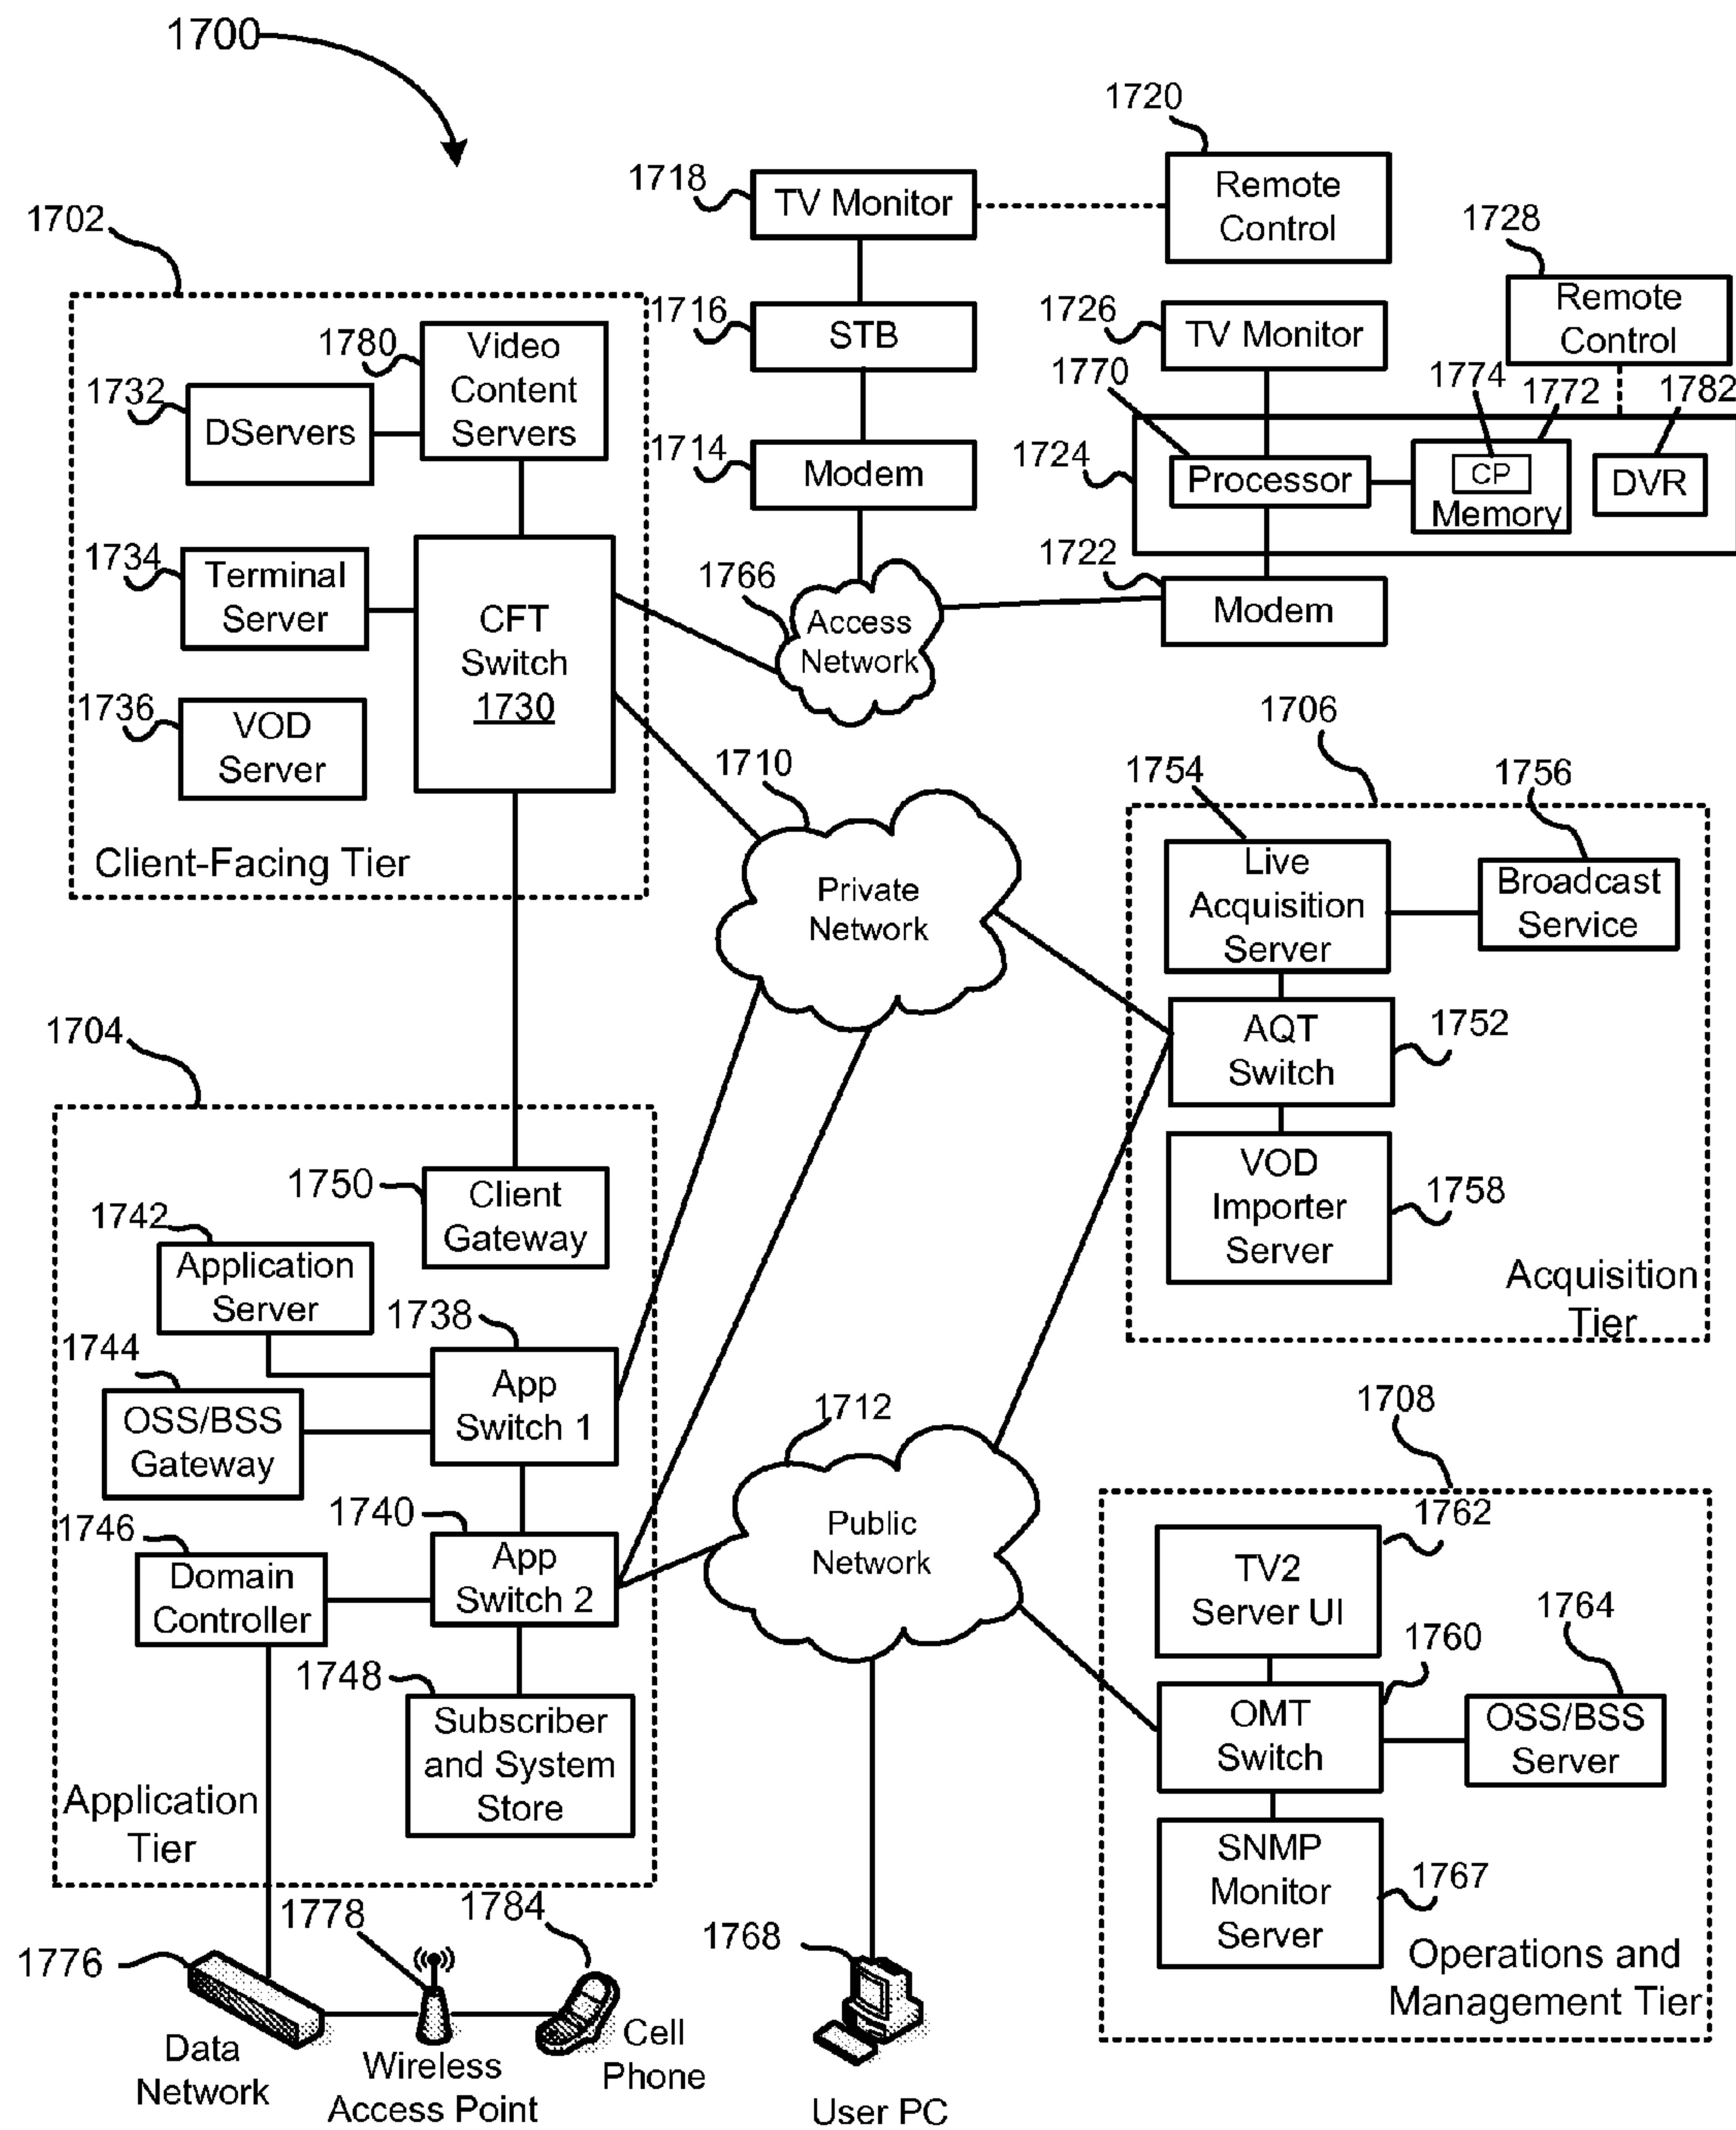 1700
1720
1718
TV Monitor
Remote
Control
1728
Remote
Control
1702
1716
STB
1726
TV Monitor
1780
Video
Content
Servers
1732
DServers
1770
1774
1772
1782
1714
Modem
1724
Processor
CP
Memory
DVR
1734
Terminal
Server
CFT
Switch
1730
1766
Access
Network
1722
Modem
1736
VOD
Server
Client-Facing Tier
1710
Private
Network
1706
1754
1756
Live
Acquisition
Server
Broadcast
Service
AQT
Switch
1752
VOD
Importer
Server
1758
Acquisition
Tier
1704
1750
Client
Gateway
1742
Application
Server
1738
1744
App
Switch 1
OSS/BSS
Gateway
1712
Public
Network
1740
1746
App
Switch 2
Domain
Controller
1748
Subscriber
and System
Store
Application
Tier
1708
1762
TV2
Server UI
1764
1760
OMT
Switch
OSS/BSS
Server
SNMP
Monitor
Server
1767
Operations and
Management Tier
1778
1784
1776
Data
Network
Wireless
Access Point
Cell
Phone
1768
User PC